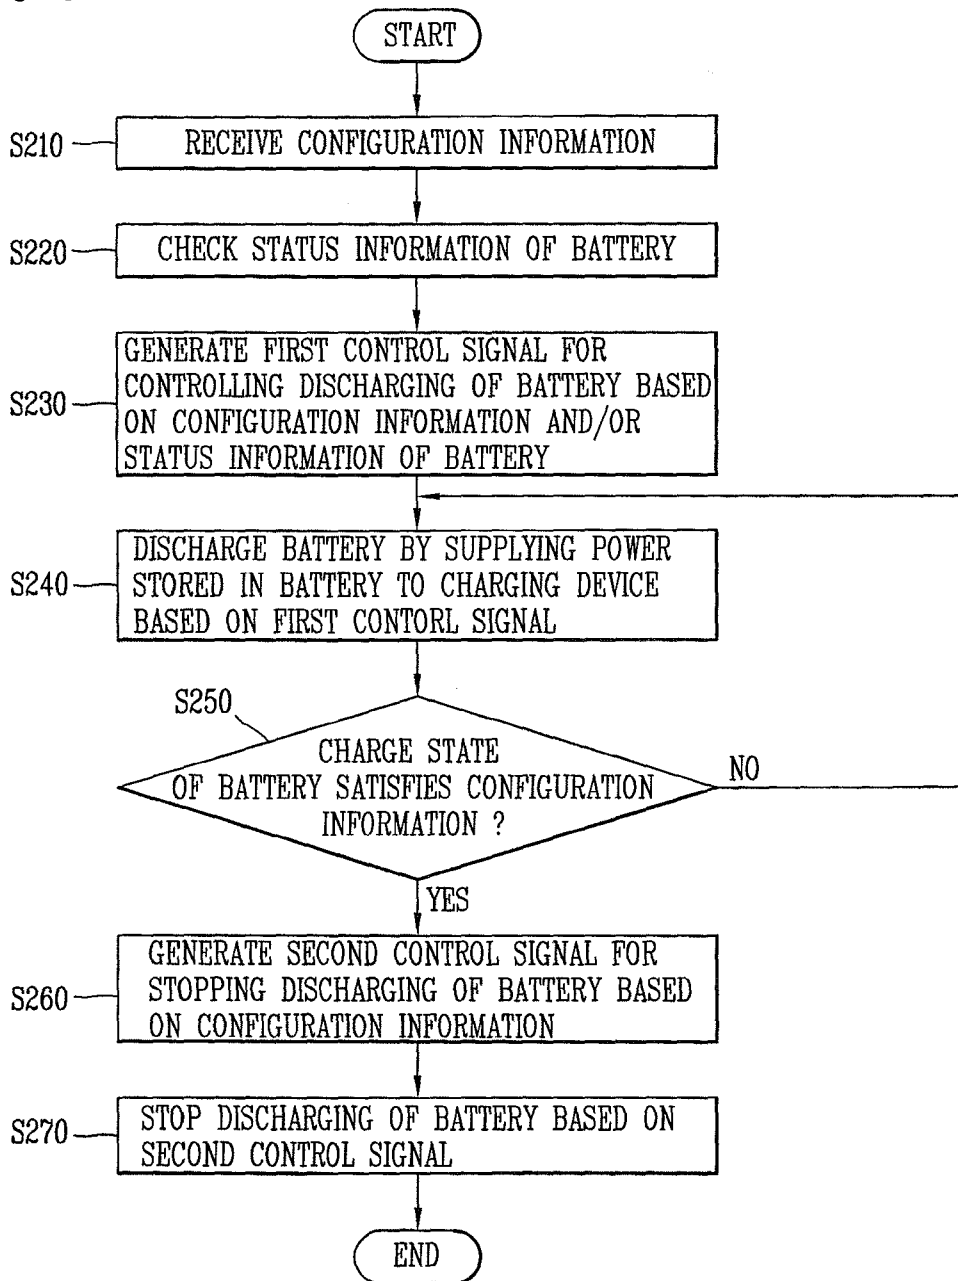 START
S210
RECEIVE CONFIGURATION INFORMATION
S220
CHECK STATUS INFORMATION OF BATTERY
S230
GENERATE FIRST CONTROL SIGNAL FOR
CONTROLLING DISCHARGING OF BATTERY BASED
ON CONFIGURATION INFORMATION AND/OR
STATUS INFORMATION OF BATTERY
S240
DISCHARGE BATTERY BY SUPPLYING POWER
STORED IN BATTERY TO CHARGING DEVICE
BASED ON FIRST CONTORL SIGNAL
S250
CHARGE STATE
OF BATTERY SATISFIES CONFIGURATION
INFORMATION ?
NO
YES
S260
GENERATE SECOND CONTROL SIGNAL FOR
STOPPING DISCHARGING OF BATTERY BASED
ON CONFIGURATION INFORMATION
S270
STOP DISCHARGING OF BATTERY BASED ON
SECOND CONTROL SIGNAL
END